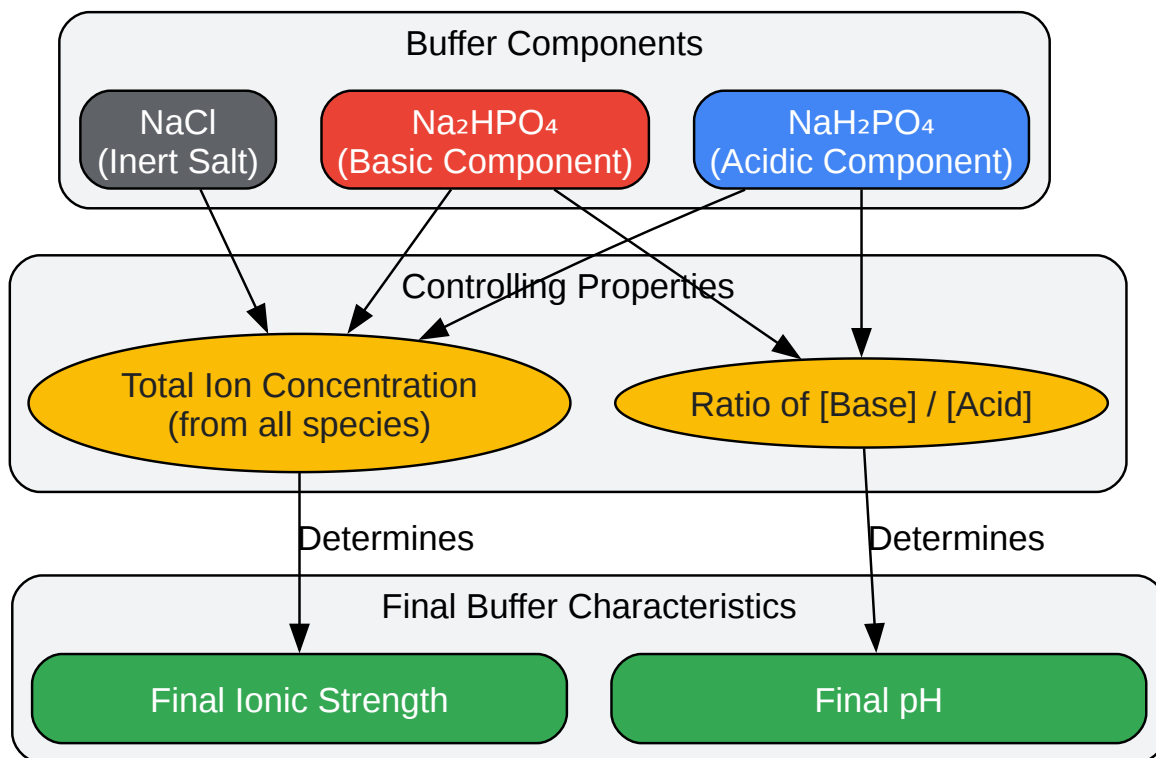 Buffer Components
NaCl
(Inert Salt)
Na₂HPO₄
(Basic Component)
NaH₂PO₄
(Acidic Component)
Controlling Properties
Total Ion Concentration
(from all species)
Ratio of [Base] / [Acid]
Determines
Determines
Final Buffer Characteristics
Final Ionic Strength
Final pH